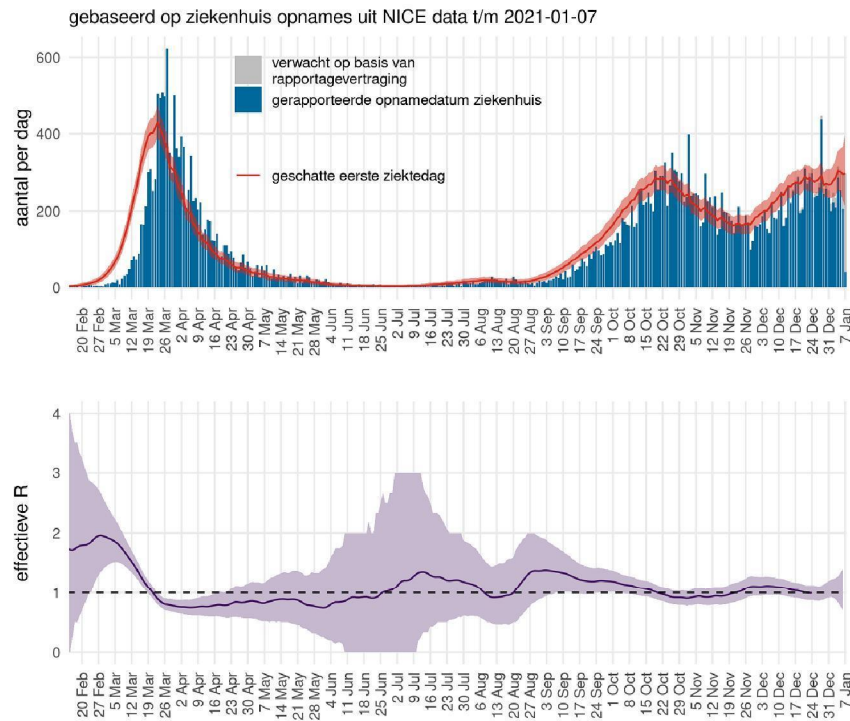 gebaseerd op ziekenhuis opnames uit NICE data t/m 2021-01-07
600
400
200
0
aantal per dag
verwacht op basis van
rapportagevertraging
gerapporteerde opnamedatum ziekenhuis
geschatte eerste ziektedag
20 Feb
27 Feb
5 Mar
12 Mar
19 Mar
26 Mar
2 Apr
9 Apr
16 Apr
23 Apr
30 Apr
7 May
14 May
21 May
28 May
4 Jun
11 Jun
18 Jun
25 Jun
2 Jul
9 Jul
16 Jul
23 Jul
30 Jul
6 Aug
13 Aug
20 Aug
27 Aug
3 Sep
10 Sep
17 Sep
24 Sep
1 Oct
8 Oct
15 Oct
22 Oct
29 Oct
5 Nov
12 Nov
19 Nov
26 Nov
3 Dec
10 Dec
17 Dec
24 Dec
31 Dec
7 Jan
4
3
2
1
0
effectieve R
20 Feb
27 Feb
5 Mar
12 Mar
19 Mar
26 Mar
2 Apr
9 Apr
16 Apr
23 Apr
30 Apr
7 May
14 May
21 May
28 May
4 Jun
11 Jun
18 Jun
25 Jun
2 Jul
9 Jul
16 Jul
23 Jul
30 Jul
6 Aug
13 Aug
20 Aug
27 Aug
3 Sep
10 Sep
17 Sep
24 Sep
1 Oct
8 Oct
15 Oct
22 Oct
29 Oct
5 Nov
12 Nov
19 Nov
26 Nov
3 Dec
10 Dec
17 Dec
24 Dec
31 Dec
7 Jan